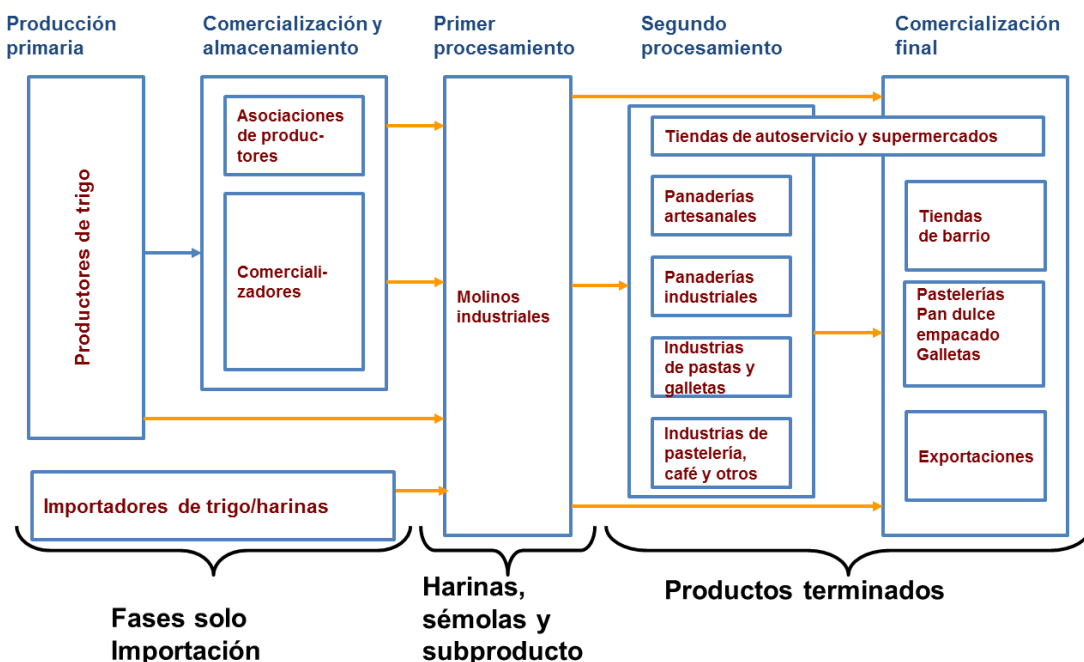 Producción
primaria
Comercialización y
almacenamiento
Primer
procesamiento
Segundo
procesamiento
Comercialización
final
Productores de trigo
Asociaciones
de produc-
tores
Comerciali-
zadores
Importadores de trigo/harinas
Molinos
industriales
Tiendas de autoservicio y supermercados
Panaderías
artesanales
Panaderías
industriales
Industrias
de pastas y
galletas
Industrias de
pastelería,
café y otros
Tiendas
de barrio
Pastelerías
Pan dulce
empacado
Galletas
Exportaciones
Fases solo
Importación
Harinas,
sémolas y
subproducto
Productos terminados